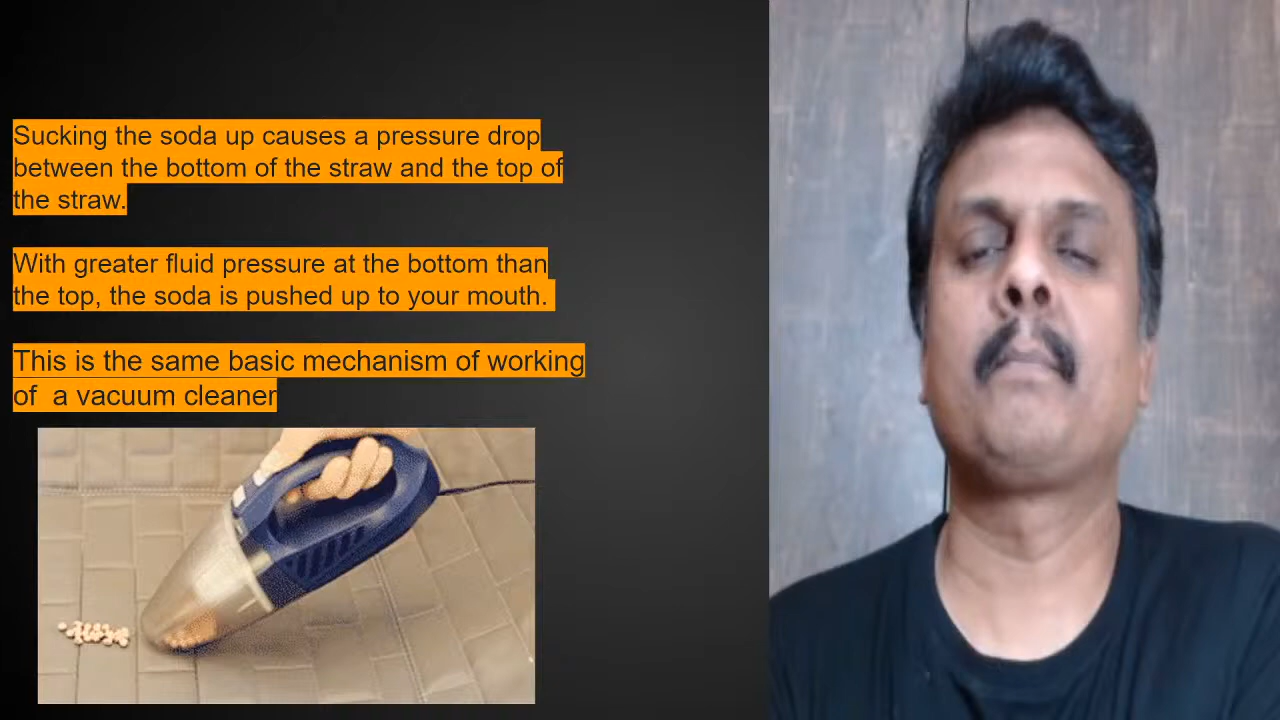 Sucking the soda up causes a pressure drop
between the bottom of the straw and the top of
the straw.
With greater fluid pressure at the bottom than
the top, the soda is pushed up to your mouth.
This is the same basic mechanism of working
of  a vacuum cleaner